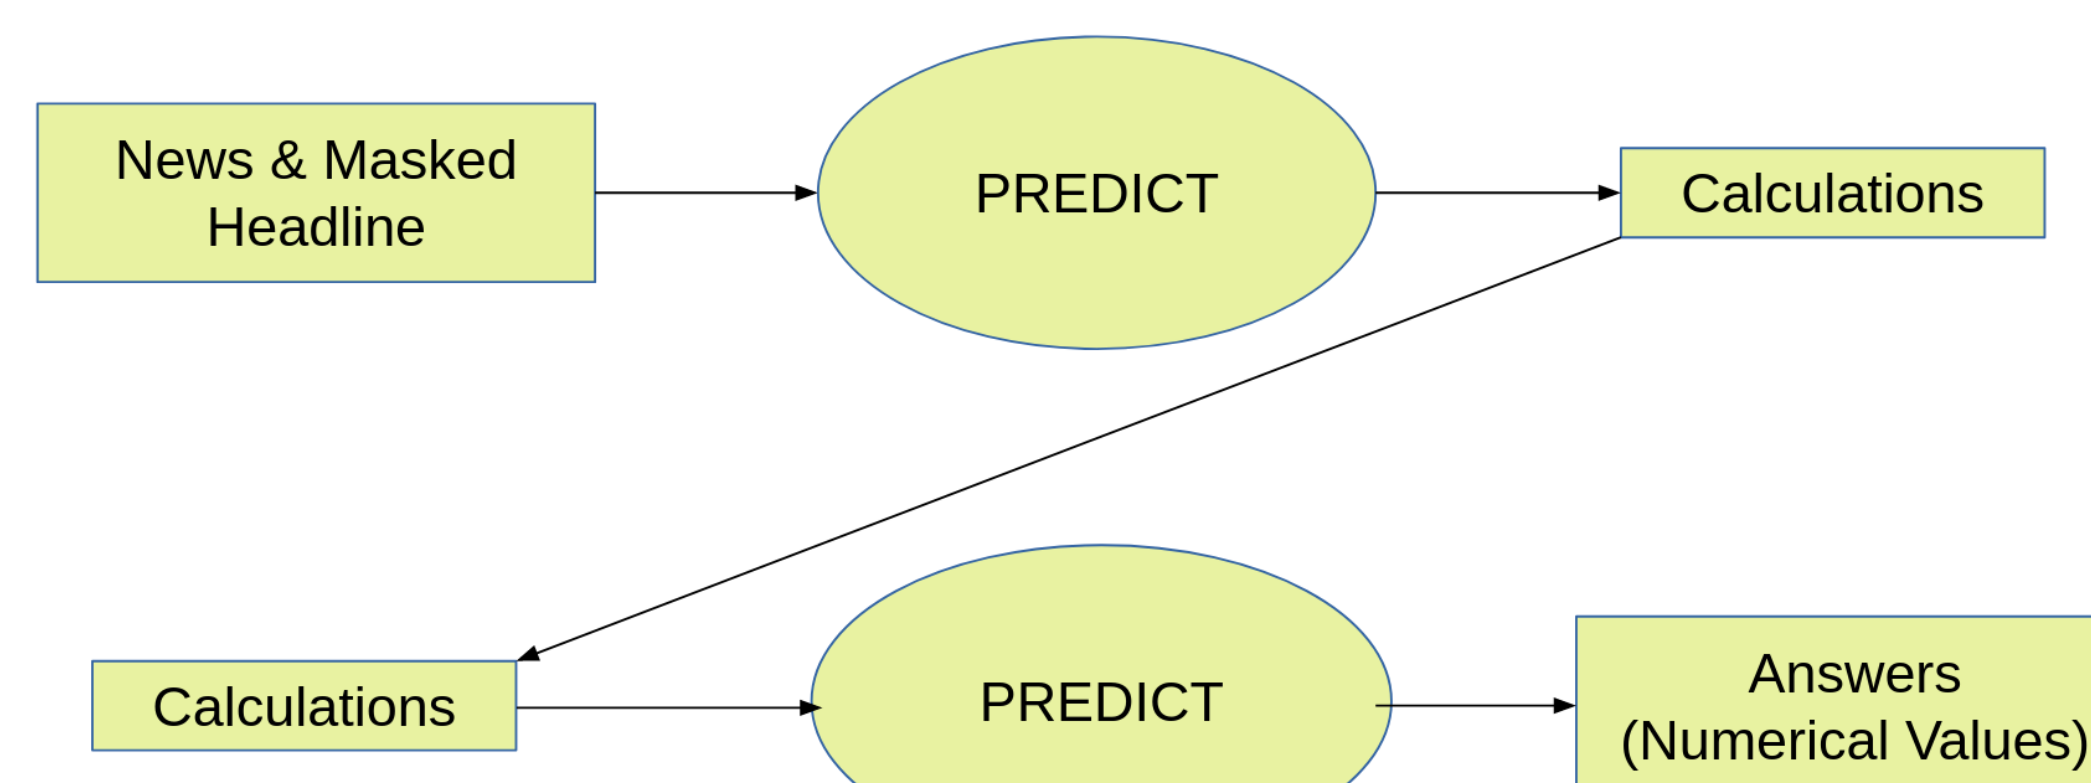 News & Masked
Headline
PREDICT
Calculations
Calculations
PREDICT
Answers
(Numerical Values)